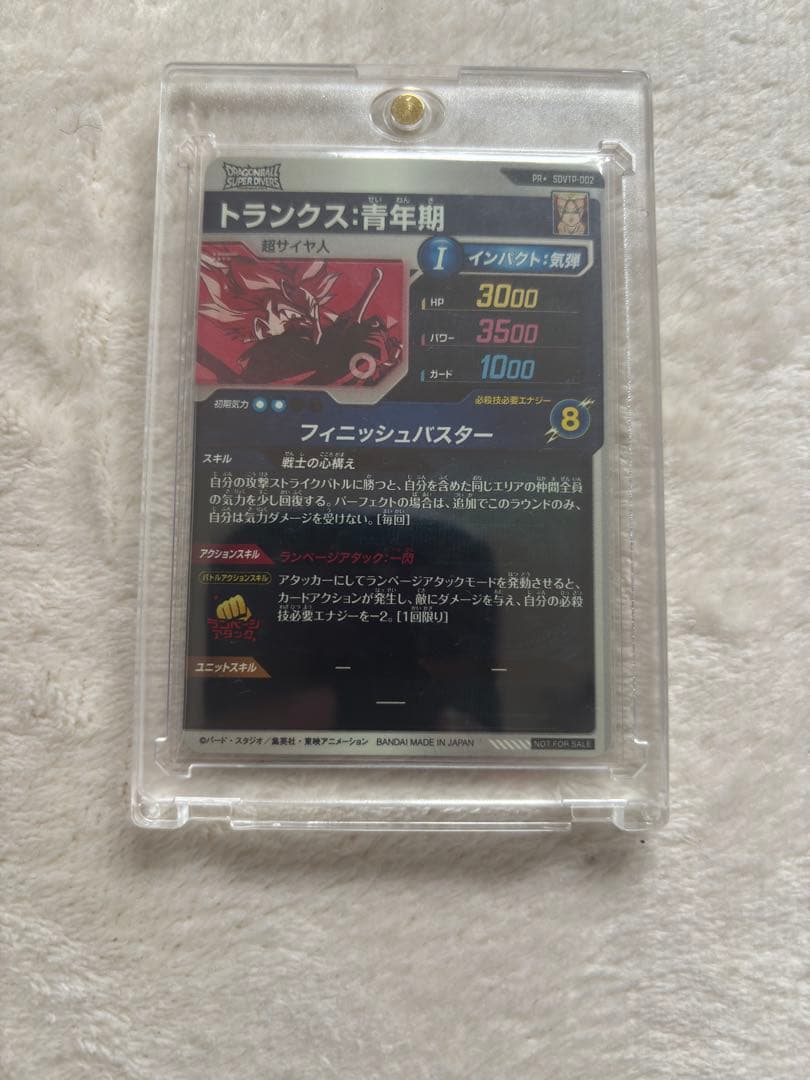 DRAGONBALL
SUPER DIVERS
PR★ SDVTP-002
せい ねん き
トランクス:青年期
超サイヤ人
I インパクト:気弾
HP 3000
パワー 3500
ガード 1000
初期気力
必殺技必要エナジー
8
フィニッシュバスター
スキル
戦士の心構え
自分の攻撃ストライクバトルに勝つと、自分を含めた同じエリアの仲間全員
の気力を少し回復する。パーフェクトの場合は、追加でこのラウンドのみ、
自分は気力ダメージを受けない。[毎回]
アクションスキル ランページアタック:一閃
バトルアクションスキル
アタッカーにしてランページアタックモードを発動させると、
カードアクションが発生し、敵にダメージを与え、自分の必殺
技必要エナジーを-2。[1回限り]
ランページ
アタック
ユニットスキル
©バード・スタジオ/集英社・東映アニメーション BANDAI MADE IN JAPAN
NOT FOR SALE